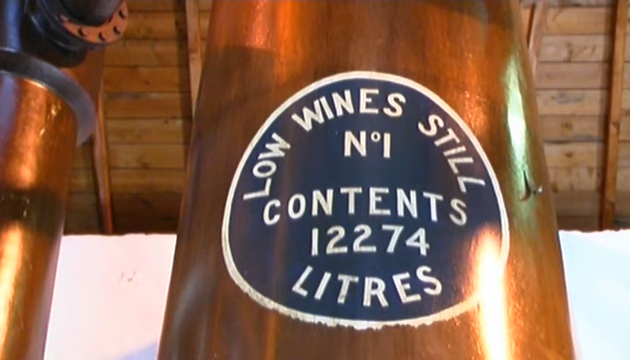 LOW WINES STILL
Nº1
CONTENTS
12274
LITRES